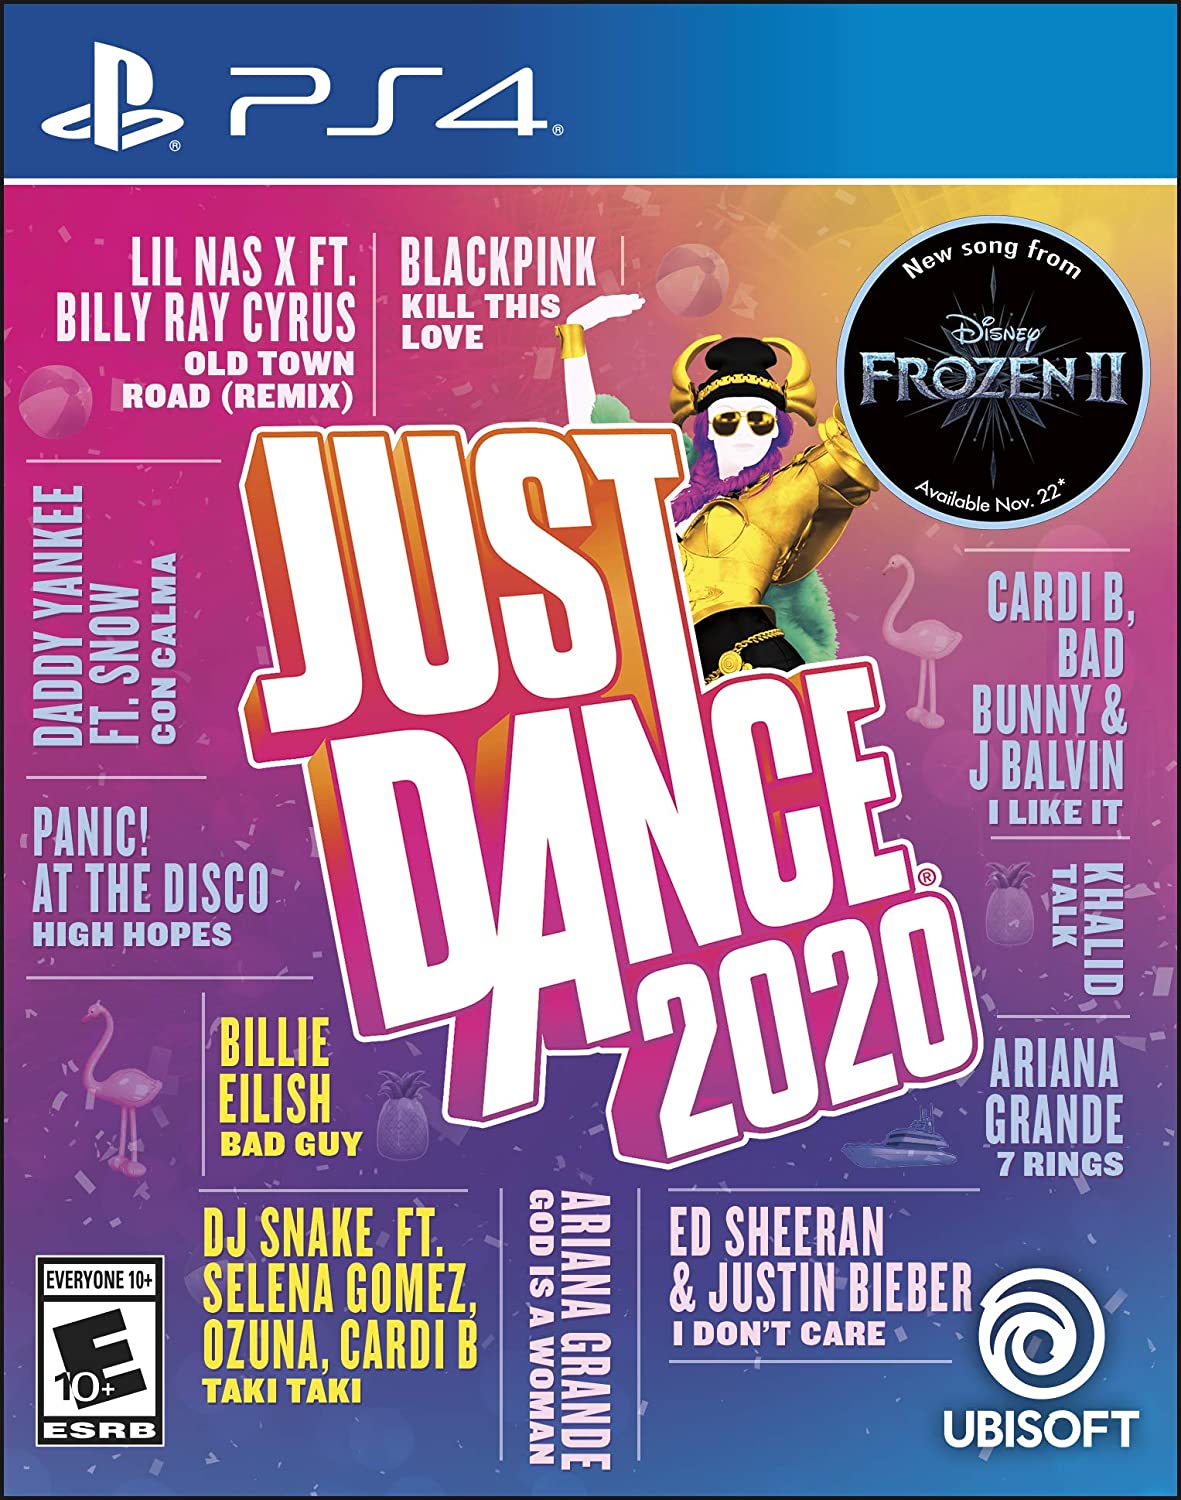 PS4®
LIL NAS X FT.
BILLY RAY CYRUS
OLD TOWN
ROAD (REMIX)
BLACKPINK
KILL THIS
LOVE
New song from
Disney
FROZEN II
Available Nov. 22*
JUST
DANCE®
2020
DADDY YANKEE
FT. SNOW
CON CALMA
CARDI B,
BAD
BUNNY &
J BALVIN
I LIKE IT
PANIC!
AT THE DISCO
HIGH HOPES
KHALID
TALK
BILLIE
EILISH
BAD GUY
ARIANA
GRANDE
7 RINGS
DJ SNAKE FT.
SELENA GOMEZ,
OZUNA, CARDI B
TAKI TAKI
ARIANA GRANDE
GOD IS A WOMAN
ED SHEERAN
& JUSTIN BIEBER
I DON'T CARE
EVERYONE 10+
E
10+
ESRB
UBISOFT